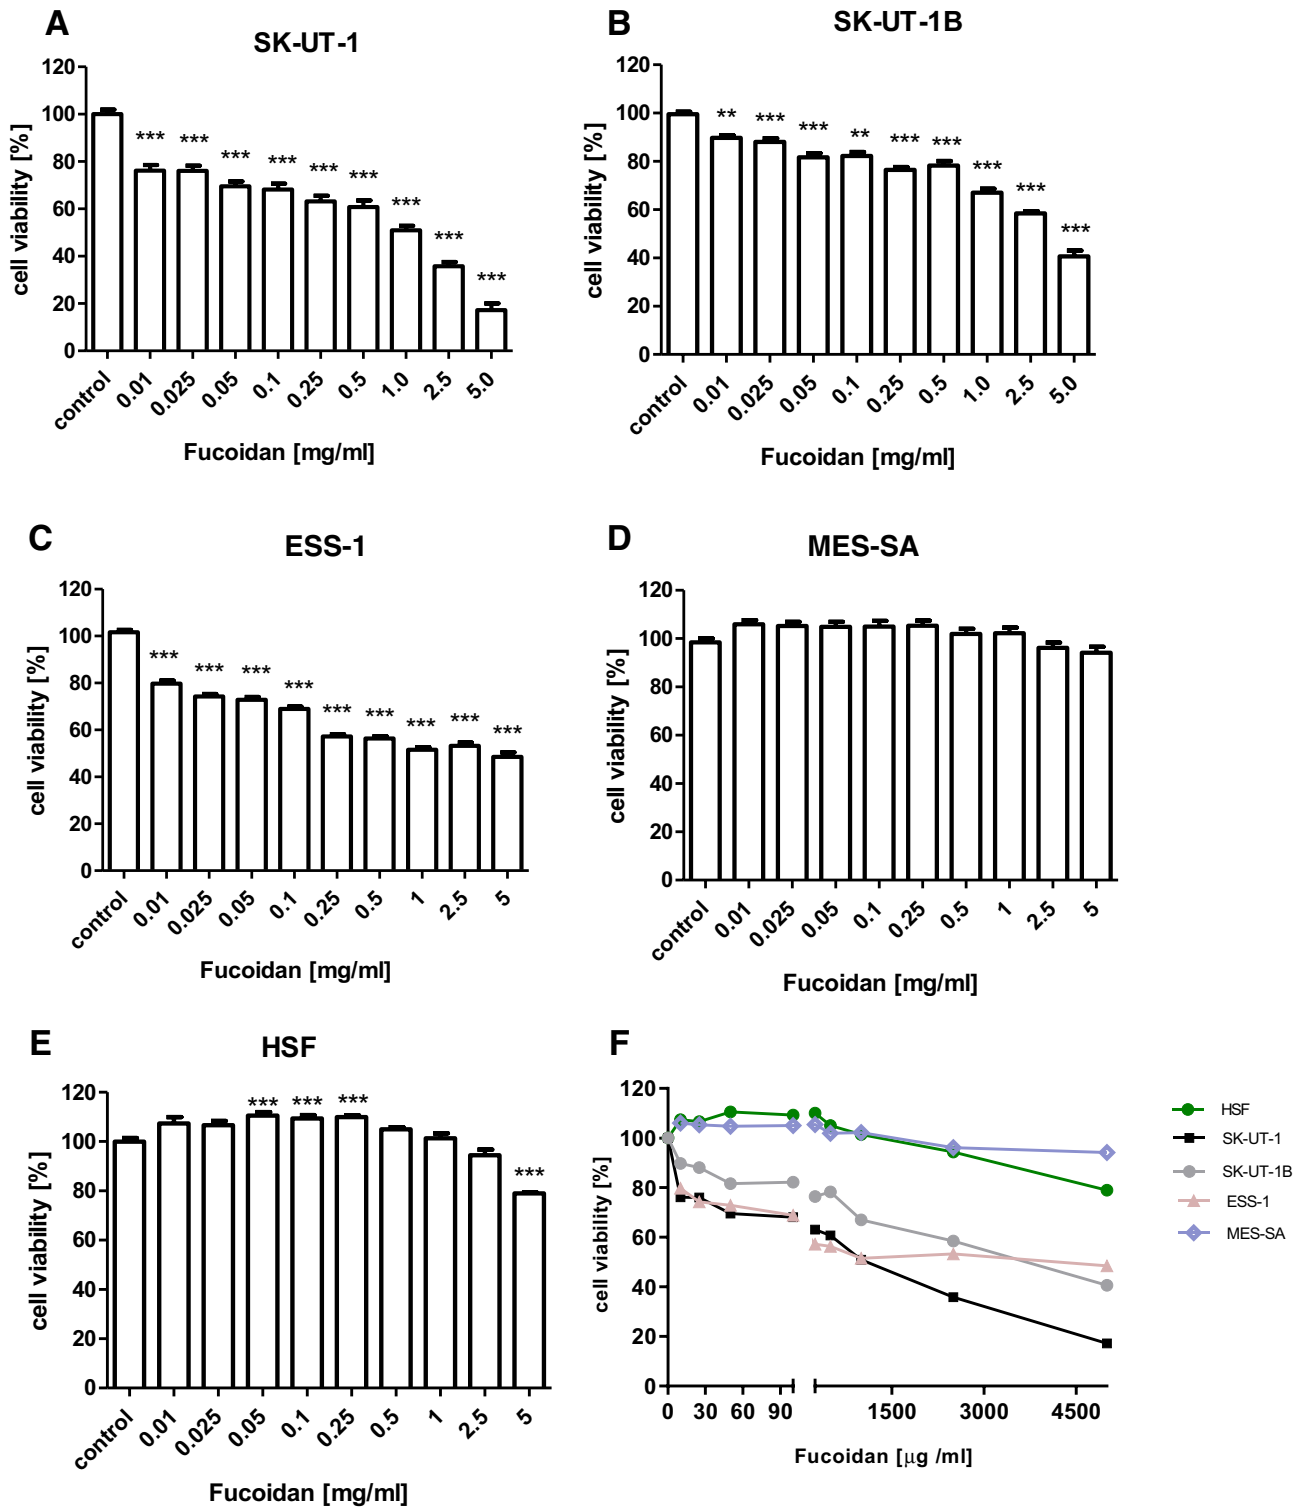 A
SK-UT-1
120
100
80
60
40
20
0
cell viability [%]
*** *** *** *** *** *** *** *** ***
control 0.01 0.025 0.05 0.1 0.25 0.5 1.0 2.5 5.0
Fucoidan [mg/ml]
B
SK-UT-1B
120
100
80
60
40
20
0
cell viability [%]
** *** *** ** *** *** *** *** ***
control 0.01 0.025 0.05 0.1 0.25 0.5 1.0 2.5 5.0
Fucoidan [mg/ml]
C
ESS-1
120
100
80
60
40
20
0
cell viability [%]
*** *** *** *** *** *** *** *** ***
control 0.01 0.025 0.05 0.1 0.25 0.5 1 2.5 5
Fucoidan [mg/ml]
D
MES-SA
120
100
80
60
40
20
0
cell viability [%]
control 0.01 0.025 0.05 0.1 0.25 0.5 1 2.5 5
Fucoidan [mg/ml]
E
HSF
120
100
80
60
40
20
0
cell viability [%]
*** *** *** ***
control 0.01 0.025 0.05 0.1 0.25 0.5 1 2.5 5
Fucoidan [mg/ml]
F
120
100
80
60
40
20
0
cell viability [%]
0 30 60 90 1500 3000 4500
Fucoidan [µg /ml]
HSF
SK-UT-1
SK-UT-1B
ESS-1
MES-SA